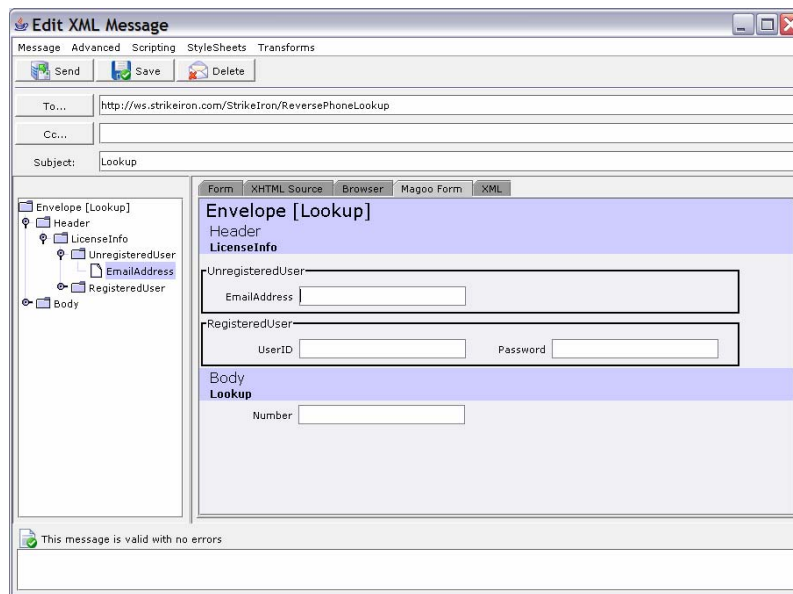 Edit XML Message
Message Advanced Scripting StyleSheets Transforms
Send Save Delete
To... http://ws.strikeiron.com/StrikeIron/ReversePhoneLookup
Cc...
Subject: Lookup
Envelope [Lookup]
Header
LicenseInfo
UnregisteredUser
EmailAddress
RegisteredUser
Body
Form XHTML Source Browser Magoo Form XML
Envelope [Lookup]
Header
LicenseInfo
UnregisteredUser
EmailAddress
RegisteredUser
UserID Password
Body
Lookup
Number
This message is valid with no errors